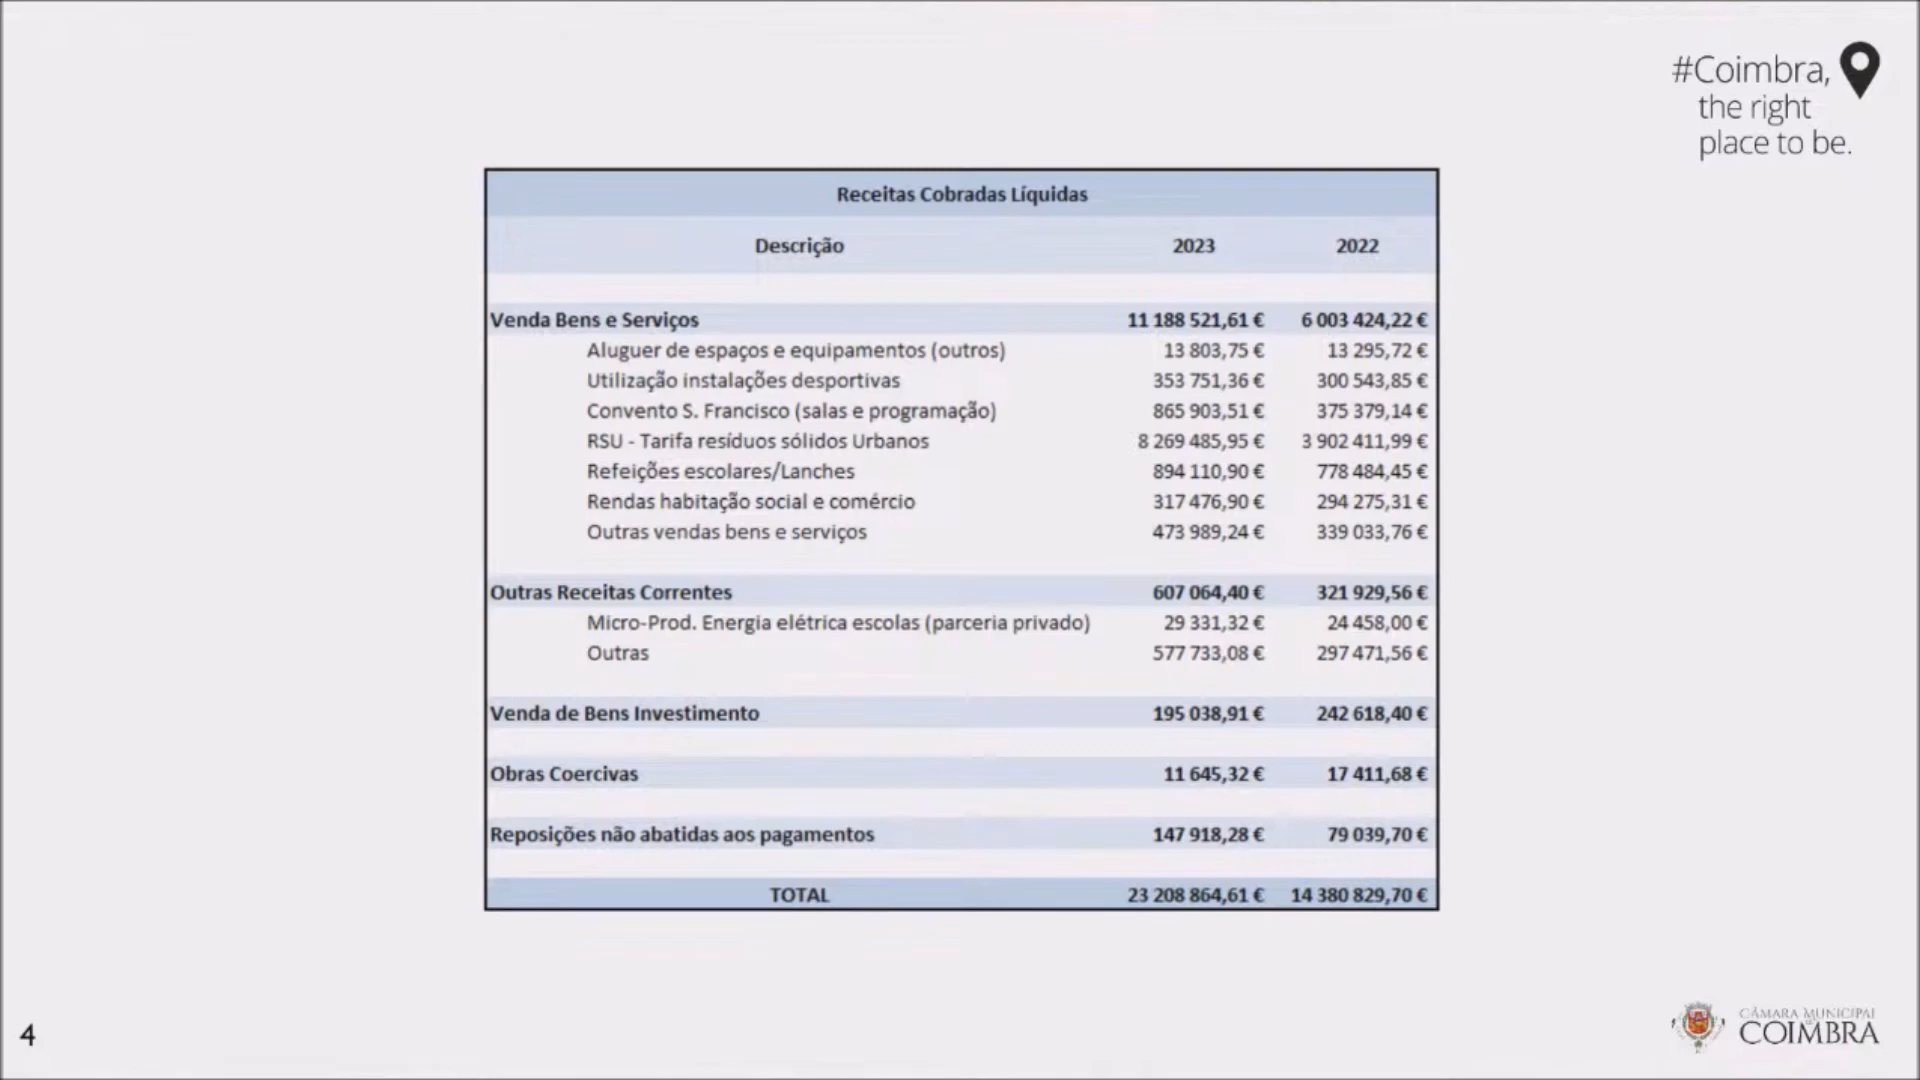 #Coimbra,
the right
place to be.
Receitas Cobradas Líquidas
Descrição 2023 2022
Venda Bens e Serviços 11 188 521,61 € 6 003 424,22 €
Aluguer de espaços e equipamentos (outros) 13 803,75 € 13 295,72 €
Utilização instalações desportivas 353 751,36 € 300 543,85 €
Convento S. Francisco (salas e programação) 865 903,51 € 375 379,14 €
RSU - Tarifa resíduos sólidos Urbanos 8 269 485,95 € 3 902 411,99 €
Refeições escolares/Lanches 894 110,90 € 778 484,45 €
Rendas habitação social e comércio 317 476,90 € 294 275,31 €
Outras vendas bens e serviços 473 989,24 € 339 033,76 €
Outras Receitas Correntes 607 064,40 € 321 929,56 €
Micro-Prod. Energia elétrica escolas (parceria privado) 29 331,32 € 24 458,00 €
Outras 577 733,08 € 297 471,56 €
Venda de Bens Investimento 195 038,91 € 242 618,40 €
Obras Coercivas 11 645,32 € 17 411,68 €
Reposições não abatidas aos pagamentos 147 918,28 € 79 039,70 €
TOTAL 23 208 864,61 € 14 380 829,70 €
4
CÂMARA MUNICIPAL
COIMBRA